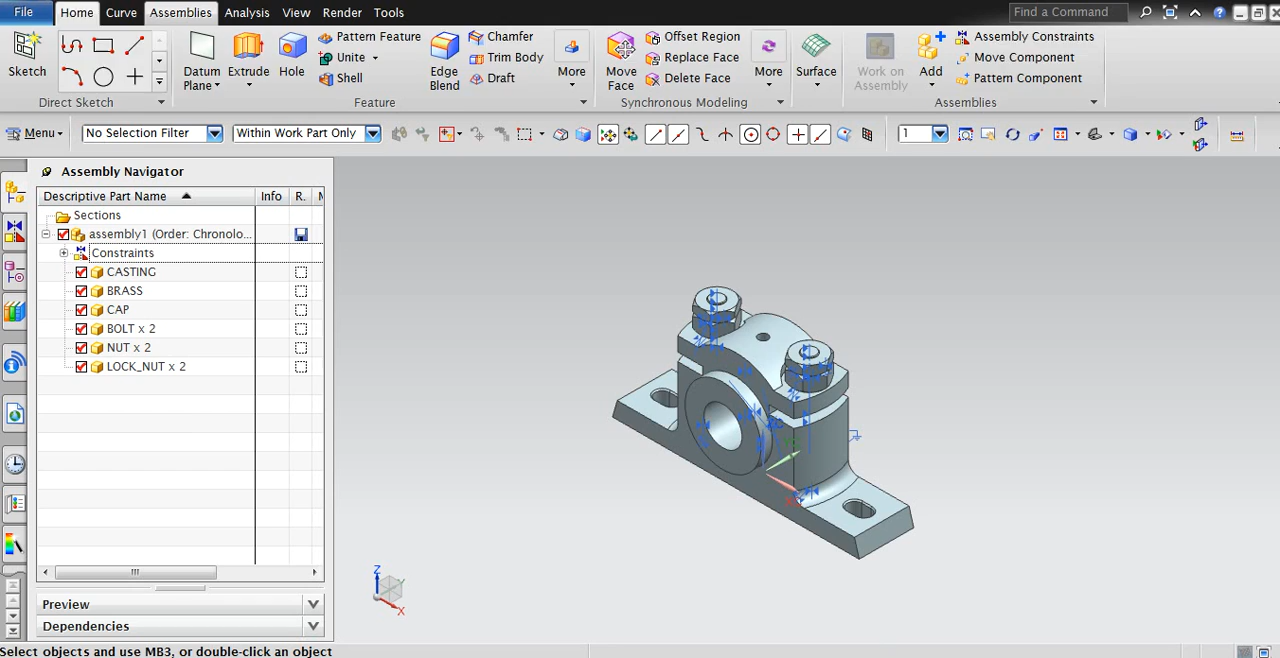 File Home Curve Assemblies Analysis View Render Tools Find a Command
Sketch
Direct Sketch
Datum Plane
Extrude
Hole
Pattern Feature
Unite
Shell
Edge Blend
Chamfer
Trim Body
Draft
More
Feature
Move Face
Offset Region
Replace Face
Delete Face
More
Synchronous Modeling
Surface
Work on Assembly
Add
Assembly Constraints
Move Component
Pattern Component
Assemblies
Menu No Selection Filter Within Work Part Only 1
Assembly Navigator
Descriptive Part Name Info R. M
Sections
assembly1 (Order: Chronolo...
Constraints
CASTING
BRASS
CAP
BOLT x 2
NUT x 2
LOCK_NUT x 2
Preview
Dependencies
Z
Y
X
Select objects and use MB3, or double-click an object